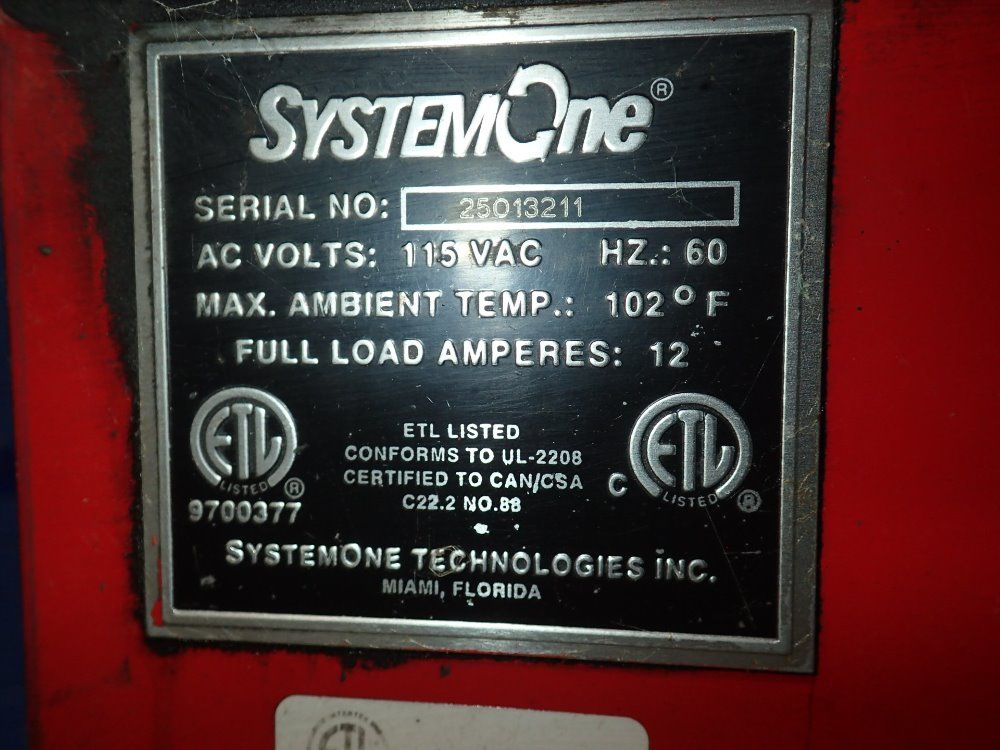 SYSTEMONE®
SERIAL NO: 25013211
AC VOLTS: 115 VAC HZ.: 60
MAX. AMBIENT TEMP.: 102° F
FULL LOAD AMPERES: 12
ETL LISTED ®
9700377
ETL LISTED
CONFORMS TO UL-2208
CERTIFIED TO CAN/CSA
C22.2 NO.88
C ETL LISTED ®
SYSTEMONE TECHNOLOGIES INC.
MIAMI, FLORIDA
ETL